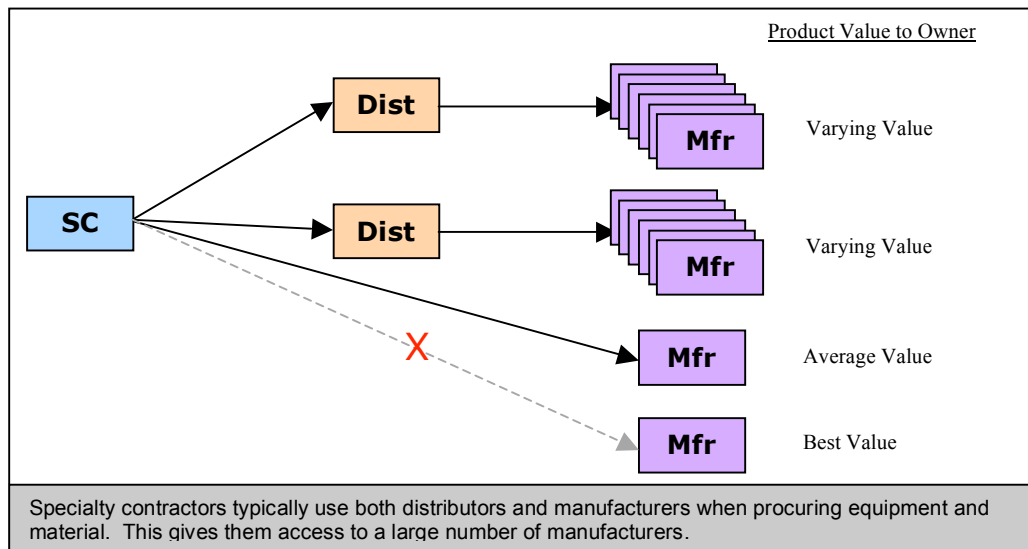 Product Value to Owner
Dist
Mfr
Varying Value
SC
Dist
Mfr
Varying Value
X
Mfr
Average Value
Mfr
Best Value
Specialty contractors typically use both distributors and manufacturers when procuring equipment and
material. This gives them access to a large number of manufacturers.